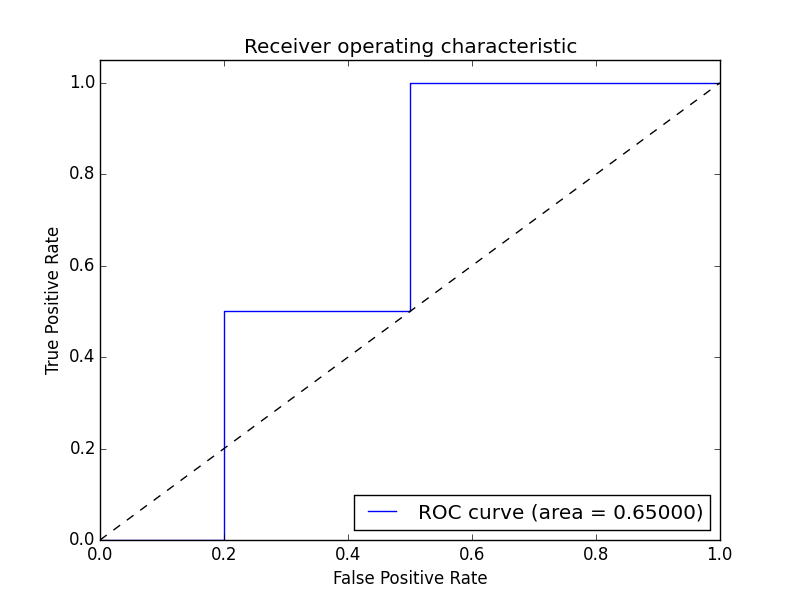 Receiver operating characteristic
1.0
0.8
0.6
0.4
0.2
0.0
True Positive Rate
ROC curve (area = 0.65000)
0.0 0.2 0.4 0.6 0.8 1.0
False Positive Rate